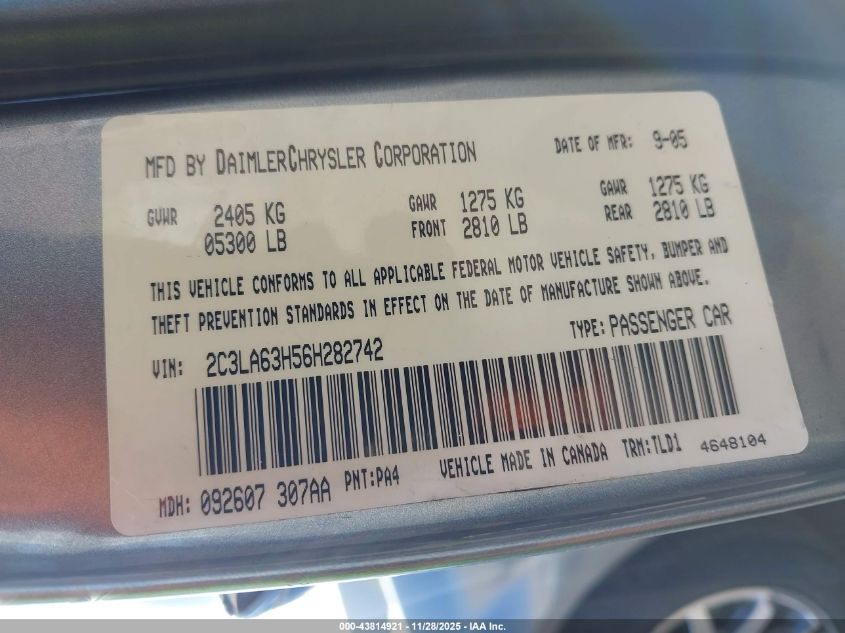 MFD BY DAIMLERCHRYSLER CORPORATION DATE OF MFR: 9-05
GVWR 2405 KG GAWR 1275 KG GAWR 1275 KG
05300 LB FRONT 2810 LB REAR 2810 LB
THIS VEHICLE CONFORMS TO ALL APPLICABLE FEDERAL MOTOR VEHICLE SAFETY, BUMPER AND
THEFT PREVENTION STANDARDS IN EFFECT ON THE DATE OF MANUFACTURE SHOWN ABOVE.
VIN: 2C3LA63H56H282742 TYPE: PASSENGER CAR
MDH: 092607 307AA PNT:PA4 VEHICLE MADE IN CANADA TRM:TLD1 4648104
000-43814921 - 11/28/2025 - IAA Inc.